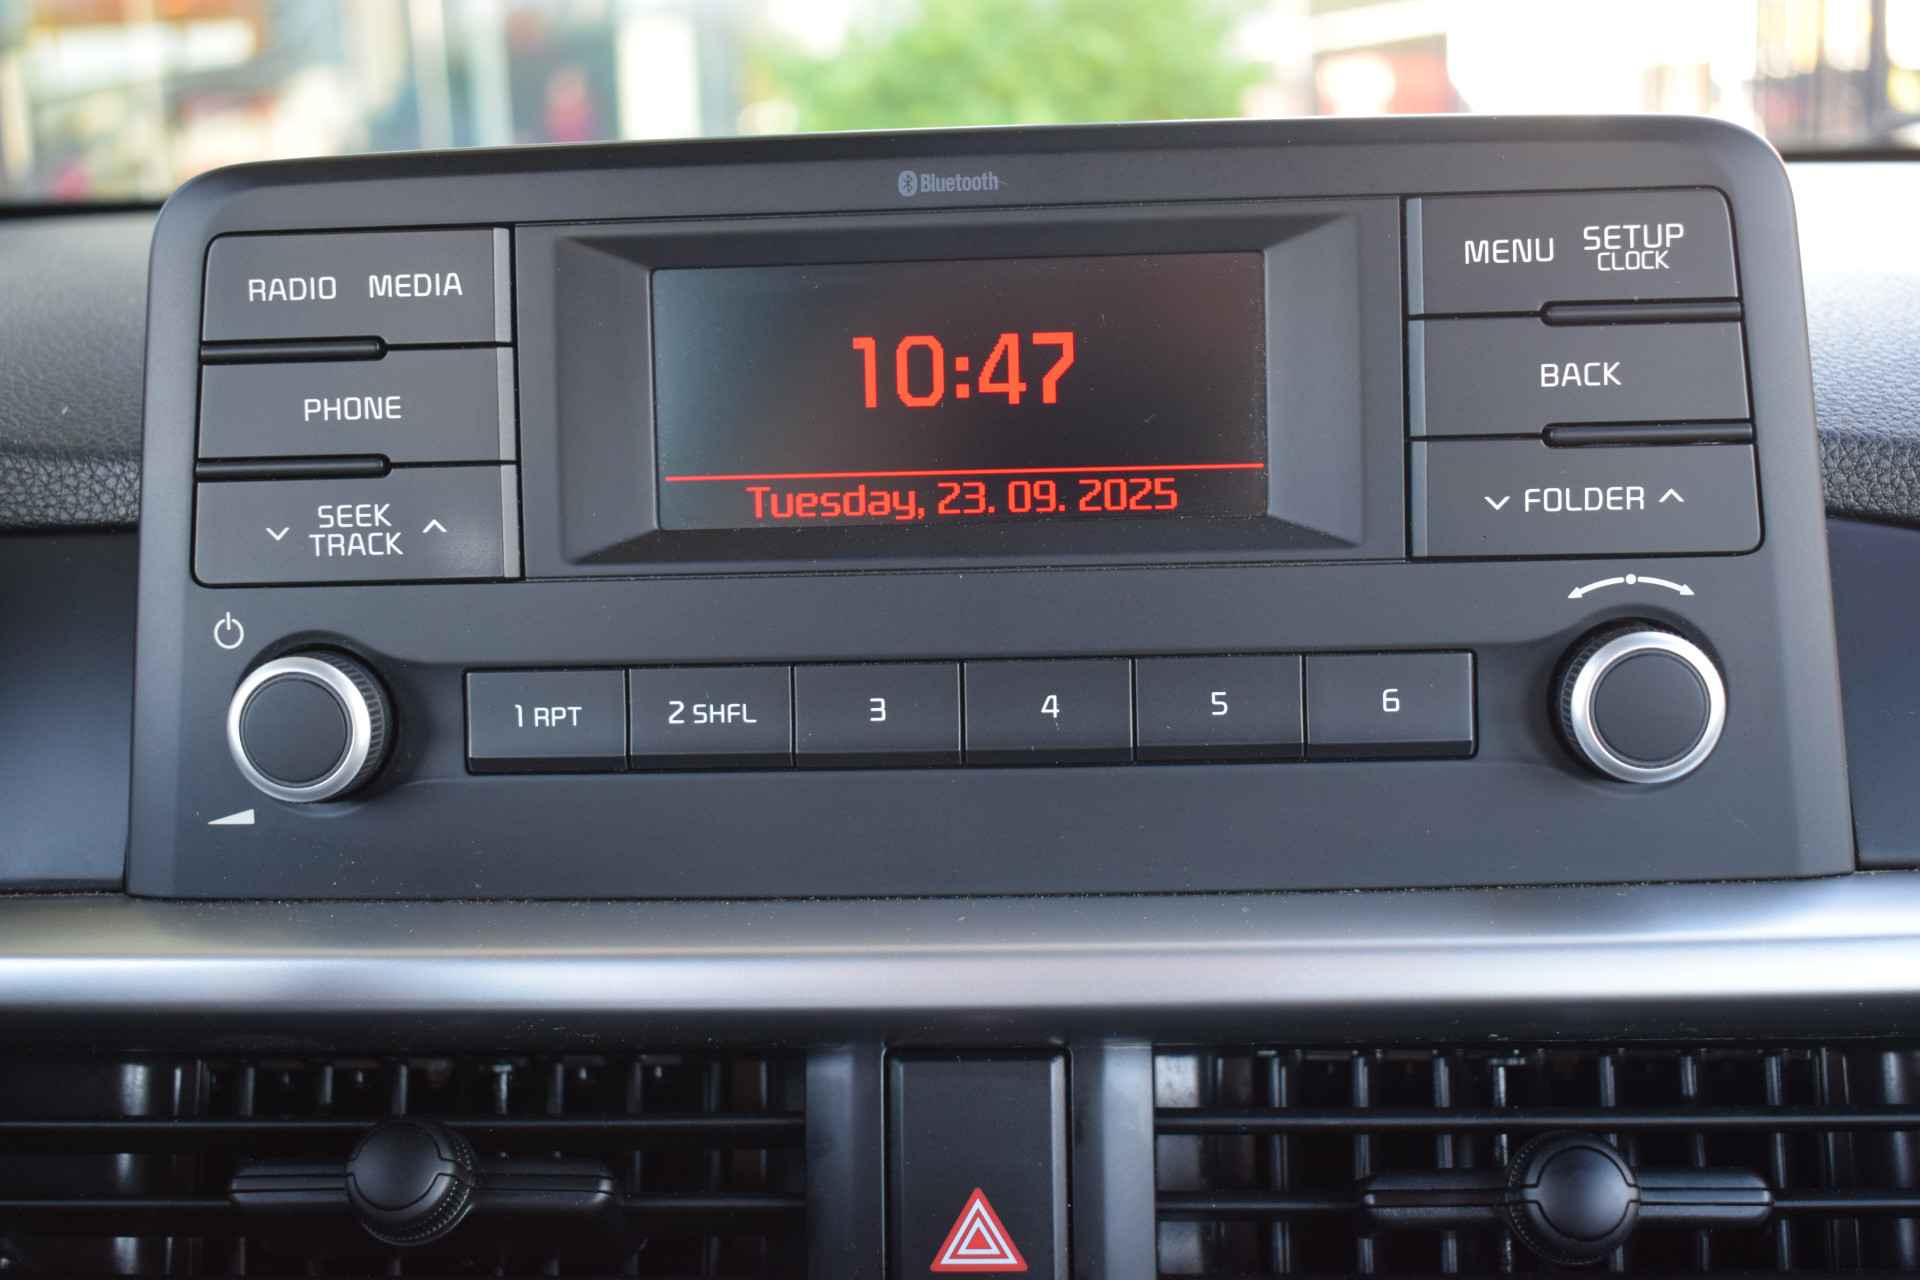 Bluetooth
RADIO MEDIA
PHONE
SEEK
TRACK
10:47
Tuesday, 23. 09. 2025
MENU SETUP
CLOCK
BACK
FOLDER
1 RPT 2 SHFL 3 4 5 6